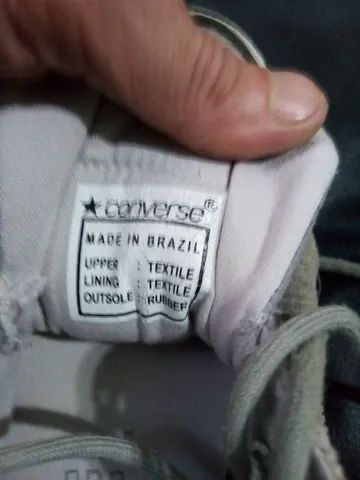 ★converse®
MADE IN BRAZIL
UPPER : TEXTILE
LINING : TEXTILE
OUTSOLE : RUBBER